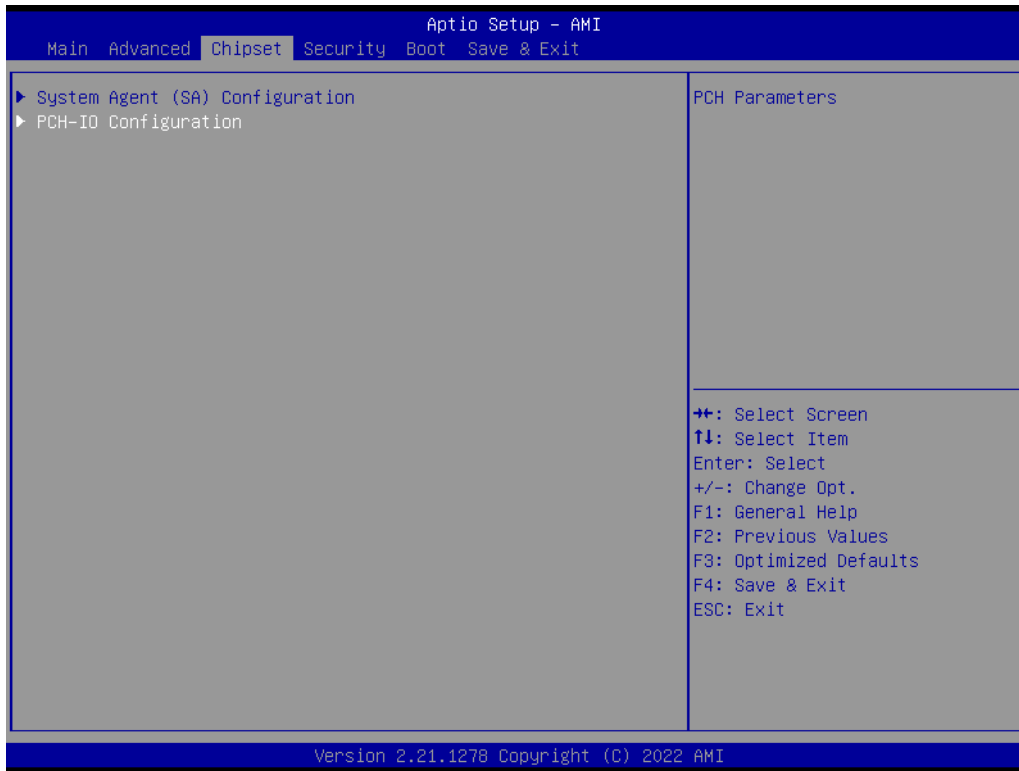 Aptio Setup – AMI
Main Advanced Chipset Security Boot Save & Exit
System Agent (SA) Configuration
PCH-IO Configuration
PCH Parameters
→←: Select Screen
↑↓: Select Item
Enter: Select
+/-: Change Opt.
F1: General Help
F2: Previous Values
F3: Optimized Defaults
F4: Save & Exit
ESC: Exit
Version 2.21.1278 Copyright (C) 2022 AMI